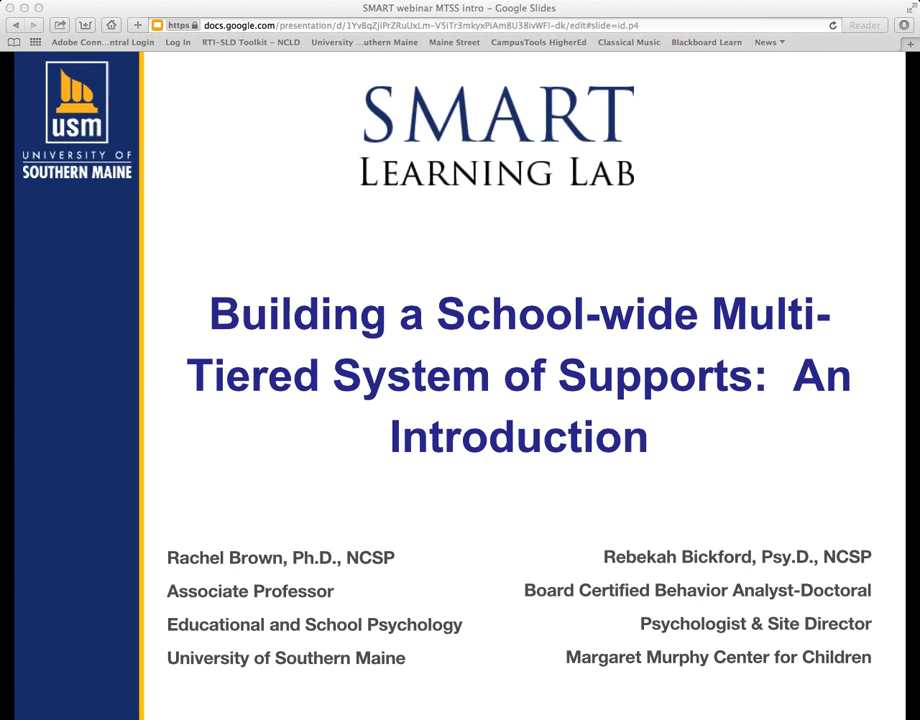 SMART webinar MTSS intro – Google Slides
https docs.google.com/presentation/d/1YvBqZjiPrZRuUxLm-V5iTr3mkyxPiAm8U38ivWFl-dk/edit#slide=id.p4 Reader
Adobe Conn...ntral Login Log In RTI-SLD Toolkit - NCLD University ...uthern Maine Maine Street CampusTools HigherEd Classical Music Blackboard Learn News
usm
UNIVERSITY OF
SOUTHERN MAINE
SMART
LEARNING LAB
Building a School-wide Multi-
Tiered System of Supports: An
Introduction
Rachel Brown, Ph.D., NCSP
Associate Professor
Educational and School Psychology
University of Southern Maine
Rebekah Bickford, Psy.D., NCSP
Board Certified Behavior Analyst-Doctoral
Psychologist & Site Director
Margaret Murphy Center for Children